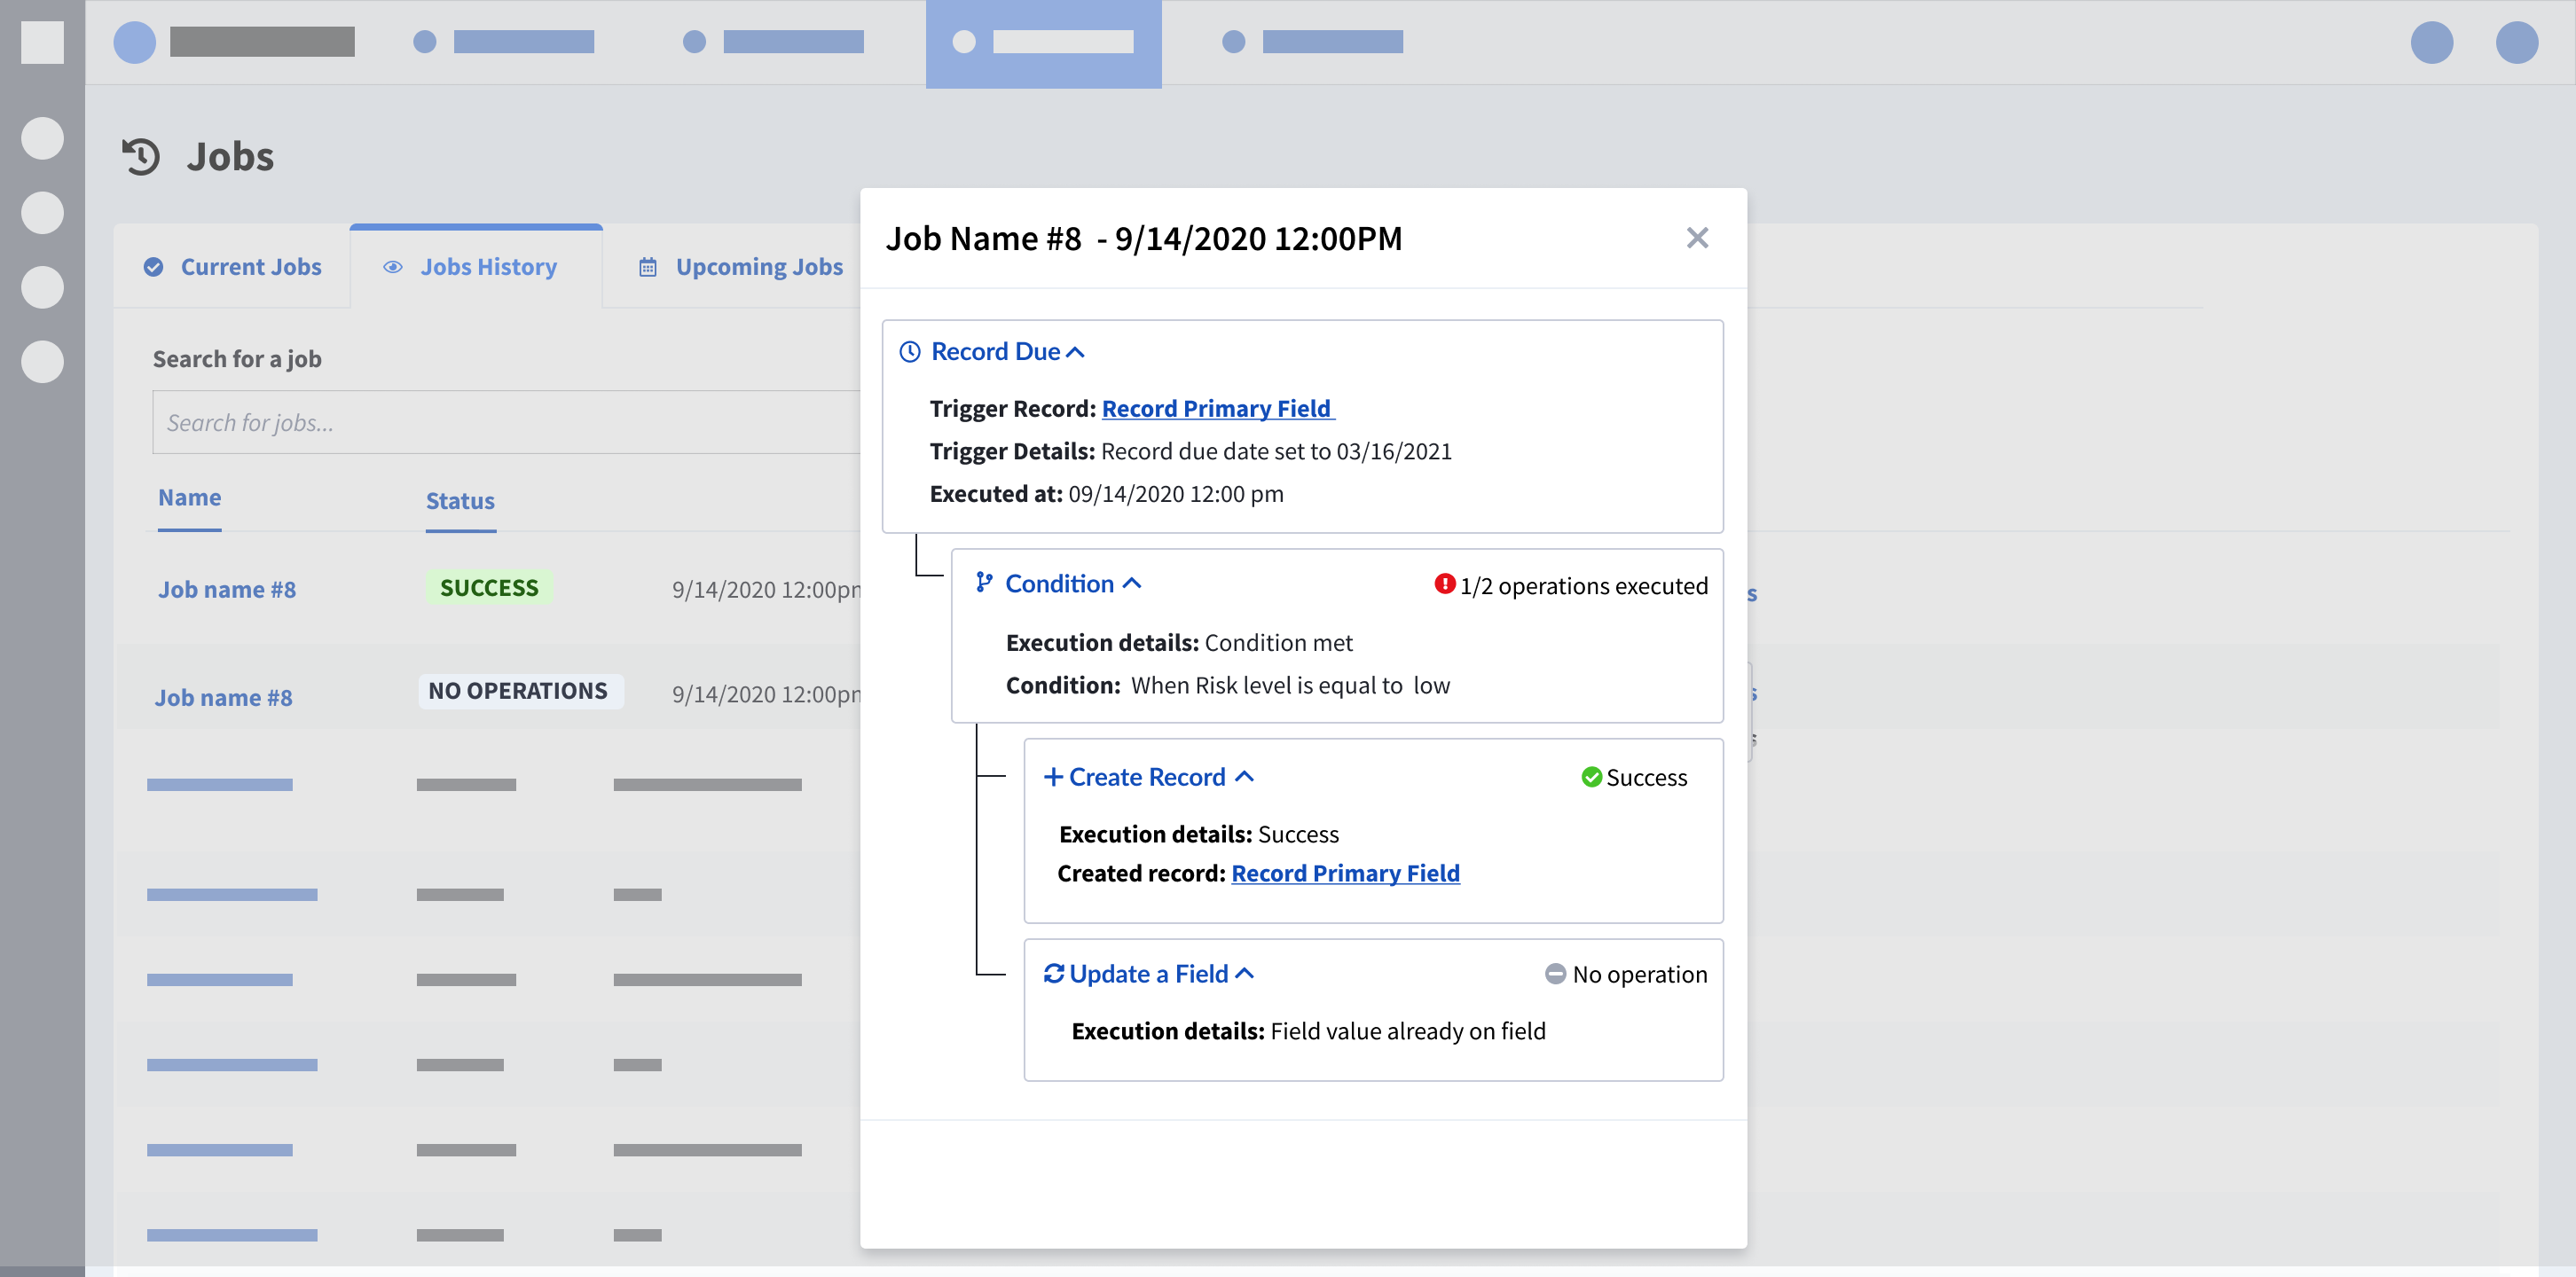 Jobs
Current Jobs
Jobs History
Upcoming Jobs
Search for a job
Search for jobs...
Name
Status
Job name #8
SUCCESS
9/14/2020 12:00pm
Job name #8
NO OPERATIONS
9/14/2020 12:00pm
Job Name #8 - 9/14/2020 12:00PM
Record Due
Trigger Record: Record Primary Field
Trigger Details: Record due date set to 03/16/2021
Executed at: 09/14/2020 12:00 pm
Condition
1/2 operations executed
Execution details: Condition met
Condition: When Risk level is equal to low
Create Record
Success
Execution details: Success
Created record: Record Primary Field
Update a Field
No operation
Execution details: Field value already on field